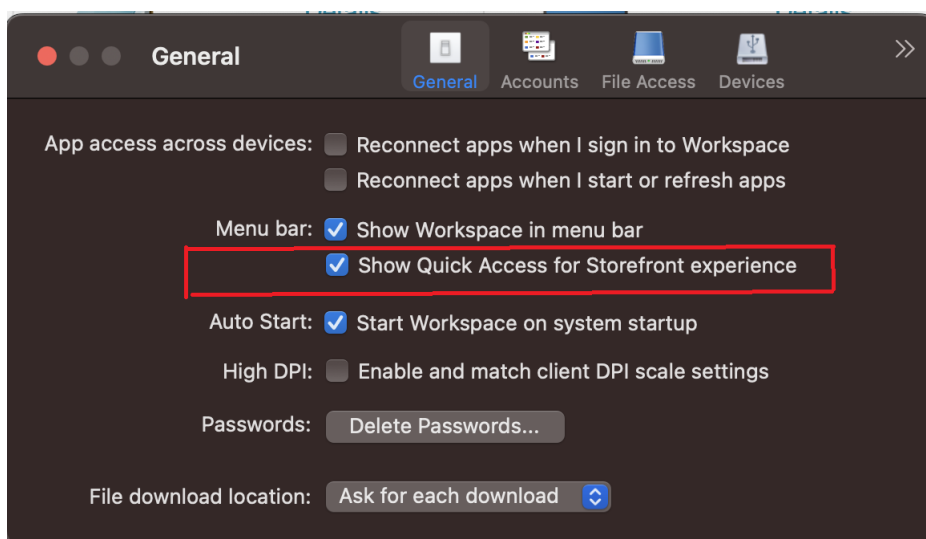 General
General
Accounts
File Access
Devices
App access across devices: Reconnect apps when I sign in to Workspace
Reconnect apps when I start or refresh apps
Menu bar: Show Workspace in menu bar
Show Quick Access for Storefront experience
Auto Start: Start Workspace on system startup
High DPI: Enable and match client DPI scale settings
Passwords: Delete Passwords...
File download location: Ask for each download